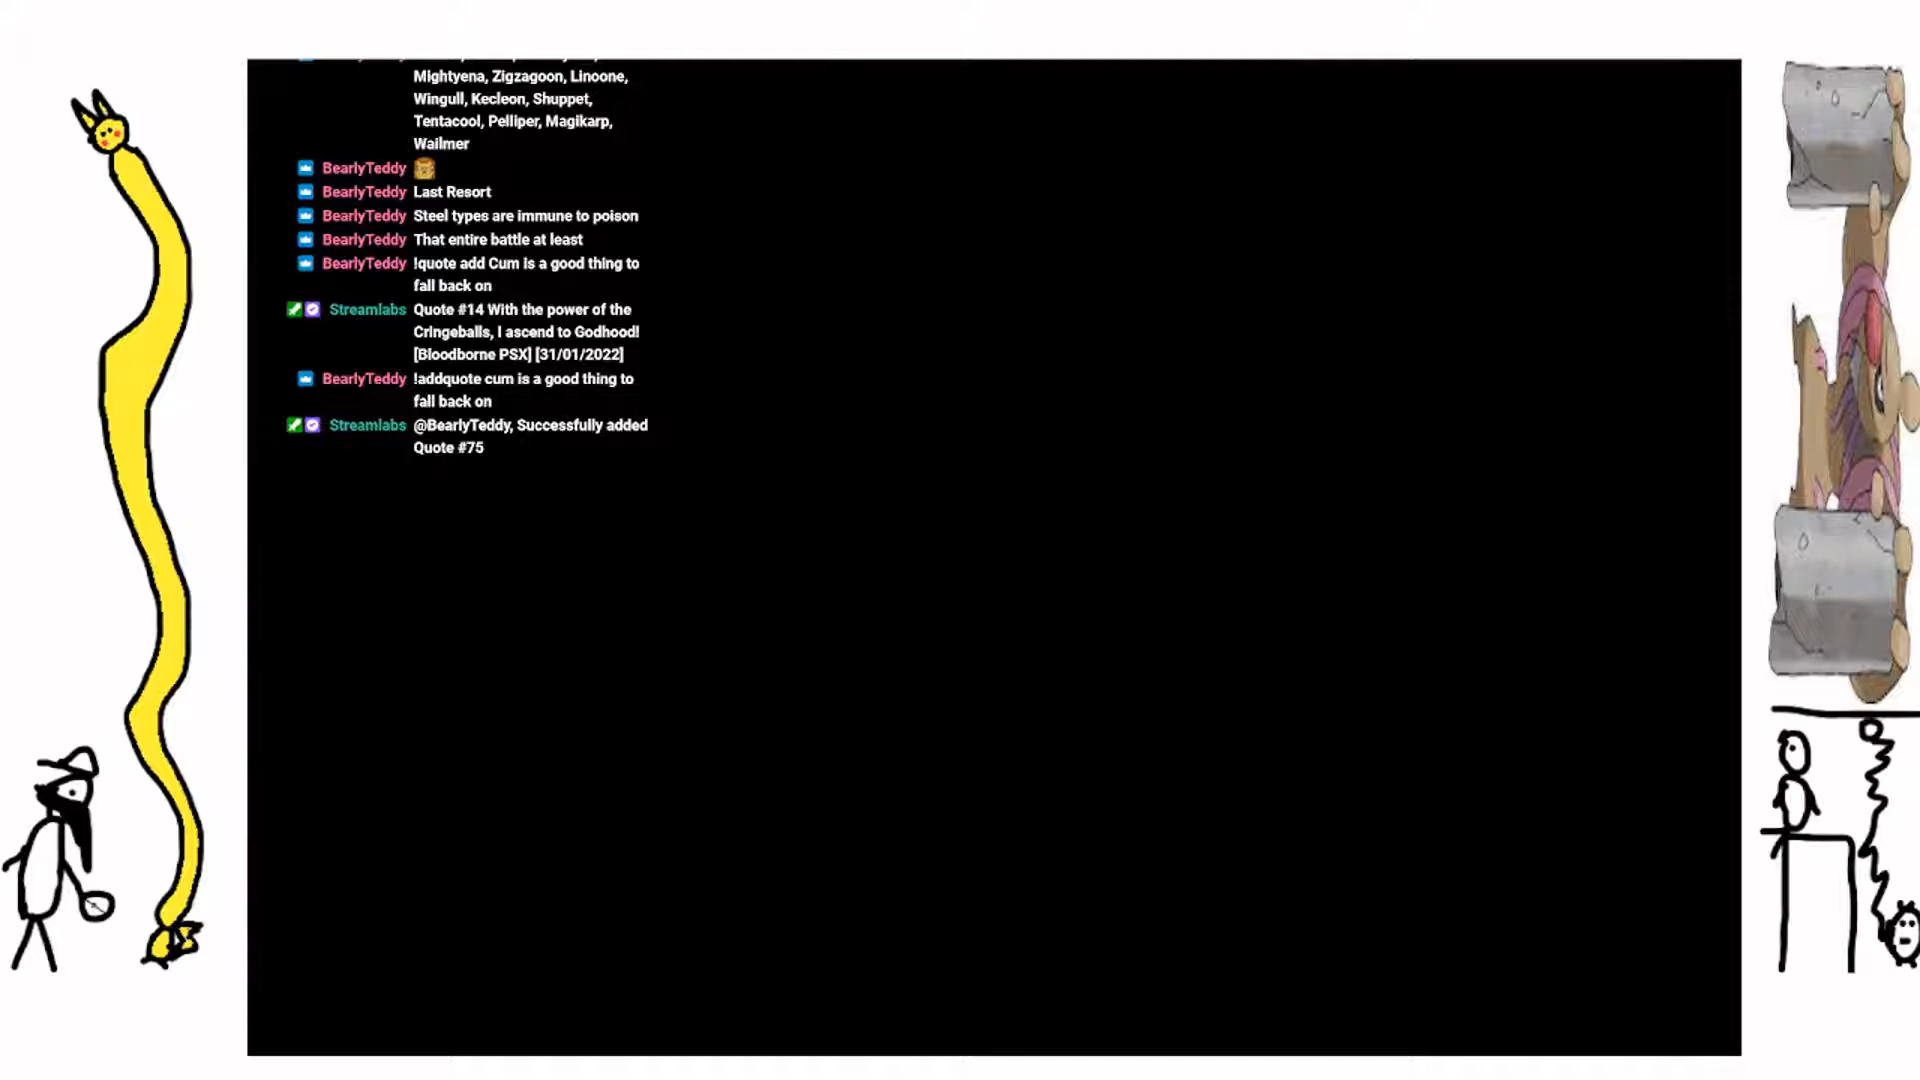 Mightyena, Zigzagoon, Linoone,
Wingull, Kecleon, Shuppet,
Tentacool, Pelliper, Magikarp,
Wailmer
BearlyTeddy
BearlyTeddy Last Resort
BearlyTeddy Steel types are immune to poison
BearlyTeddy That entire battle at least
BearlyTeddy !quote add Cum is a good thing to
fall back on
Streamlabs Quote #14 With the power of the
Cringeballs, I ascend to Godhood!
[Bloodborne PSX] [31/01/2022]
BearlyTeddy !addquote cum is a good thing to
fall back on
Streamlabs @BearlyTeddy, Successfully added
Quote #75